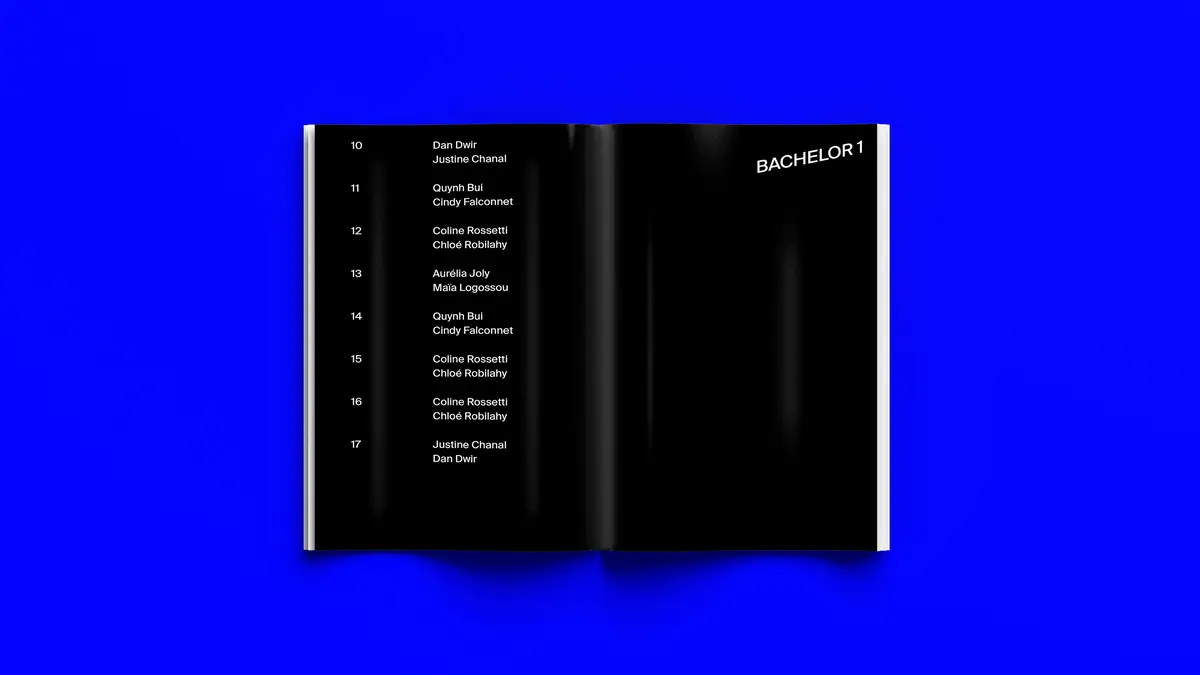 10 Dan Dwir
Justine Chanal
11 Quynh Bui
Cindy Falconnet
12 Coline Rossetti
Chloé Robilahy
13 Aurélia Joly
Maïa Logossou
14 Quynh Bui
Cindy Falconnet
15 Coline Rossetti
Chloé Robilahy
16 Coline Rossetti
Chloé Robilahy
17 Justine Chanal
Dan Dwir
BACHELOR 1